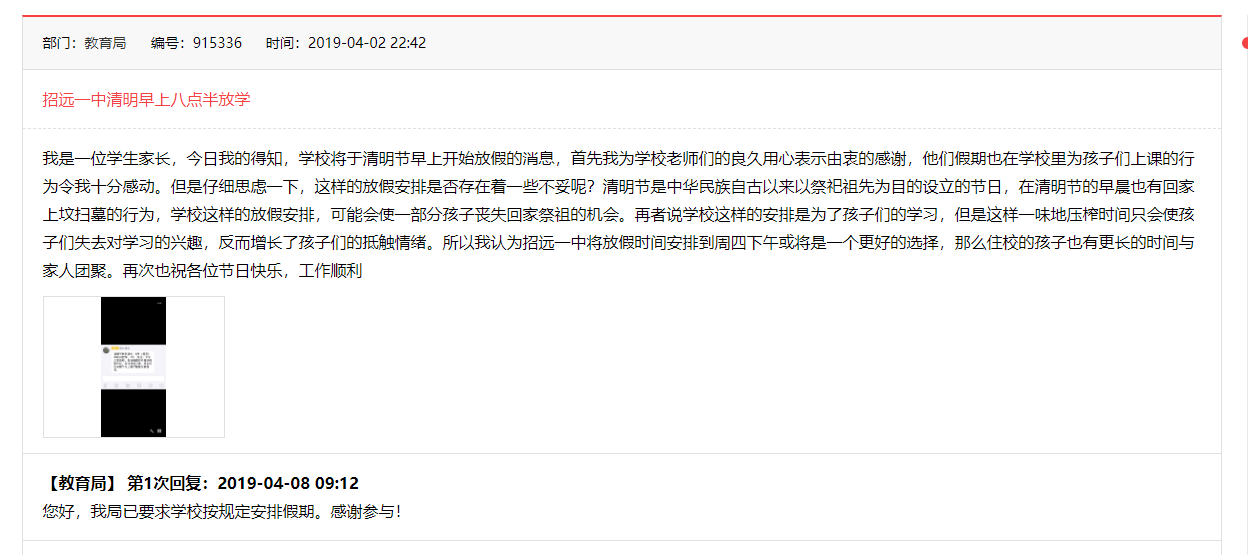 部门：教育局 编号：915336 时间：2019-04-02 22:42
招远一中清明早上八点半放学
我是一位学生家长，今日我的得知，学校将于清明节早上开始放假的消息，首先我为学校老师们的良久用心表示由衷的感谢，他们假期也在学校里为孩子们上课的行
为令我十分感动。但是仔细思虑一下，这样的放假安排是否存在着一些不妥呢？清明节是中华民族自古以来以祭祀祖先为目的设立的节日，在清明节的早晨也有回家
上坟扫墓的行为，学校这样的放假安排，可能会使一部分孩子丧失回家祭祖的机会。再者说学校这样的安排是为了孩子们的学习，但是这样一味地压榨时间只会使孩
子们失去对学习的兴趣，反而增长了孩子们的抵触情绪。所以我认为招远一中将放假时间安排到周四下午或将是一个更好的选择，那么住校的孩子也有更长的时间与
家人团聚。再次也祝各位节日快乐，工作顺利
【教育局】 第1次回复：2019-04-08 09:12
您好，我局已要求学校按规定安排假期。感谢参与！